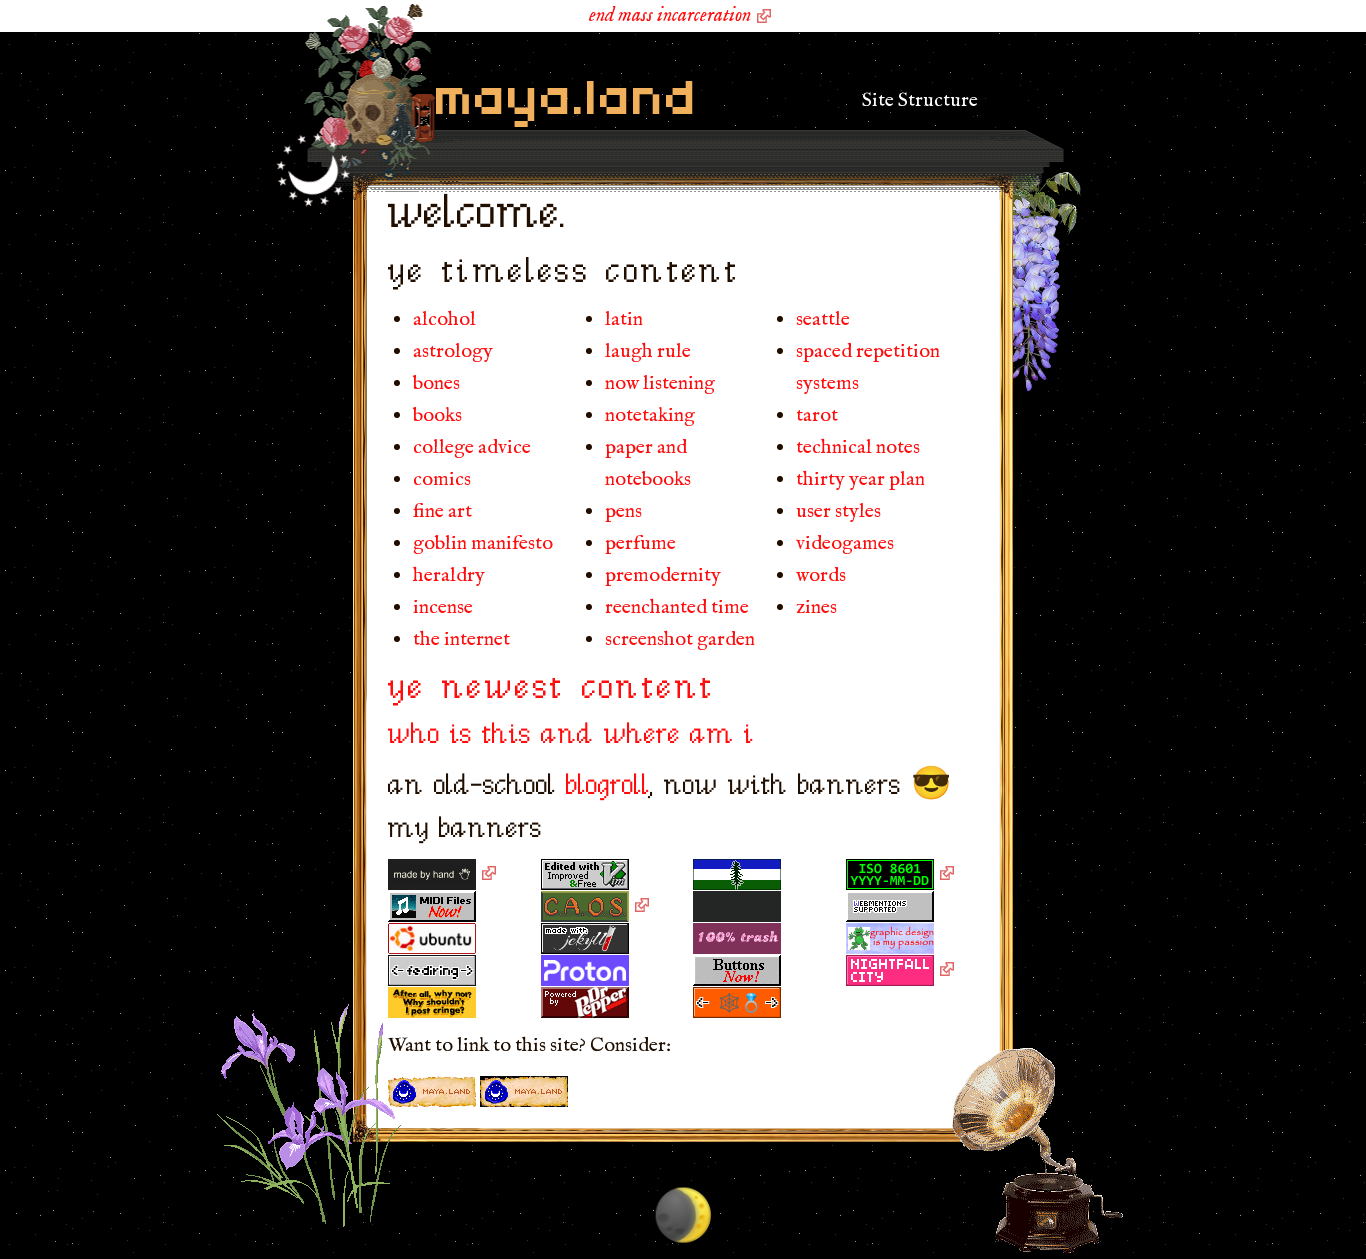 end mass incarceration
maya.land
Site Structure
welcome.
ye timeless content
alcohol
astrology
bones
books
college advice
comics
fine art
goblin manifesto
heraldry
incense
the internet
latin
laugh rule
now listening
notetaking
paper and
notebooks
pens
perfume
premodernity
reenchanted time
screenshot garden
seattle
spaced repetition
systems
tarot
technical notes
thirty year plan
user styles
videogames
words
zines
ye newest content
who is this and where am i
an old-school blogroll, now with banners 😎
my banners
made by hand
Edited with
Improved
&Free Vim
ISO 8601
YYYY-MM-DD
MIDI Files
Now!
CA.OS
WEBMENTIONS
SUPPORTED
ubuntu
made with
jekyll
100% trash
graphic design
is my passion
<- fediring ->
Proton
Buttons
Now!
NIGHTFALL
CITY
After all, why not?
Why shouldn't
I post cringe?
Powered
by
Dr
Pepper
<- 🕸💍 ->
Want to link to this site? Consider:
MAYA.LAND
MAYA.LAND